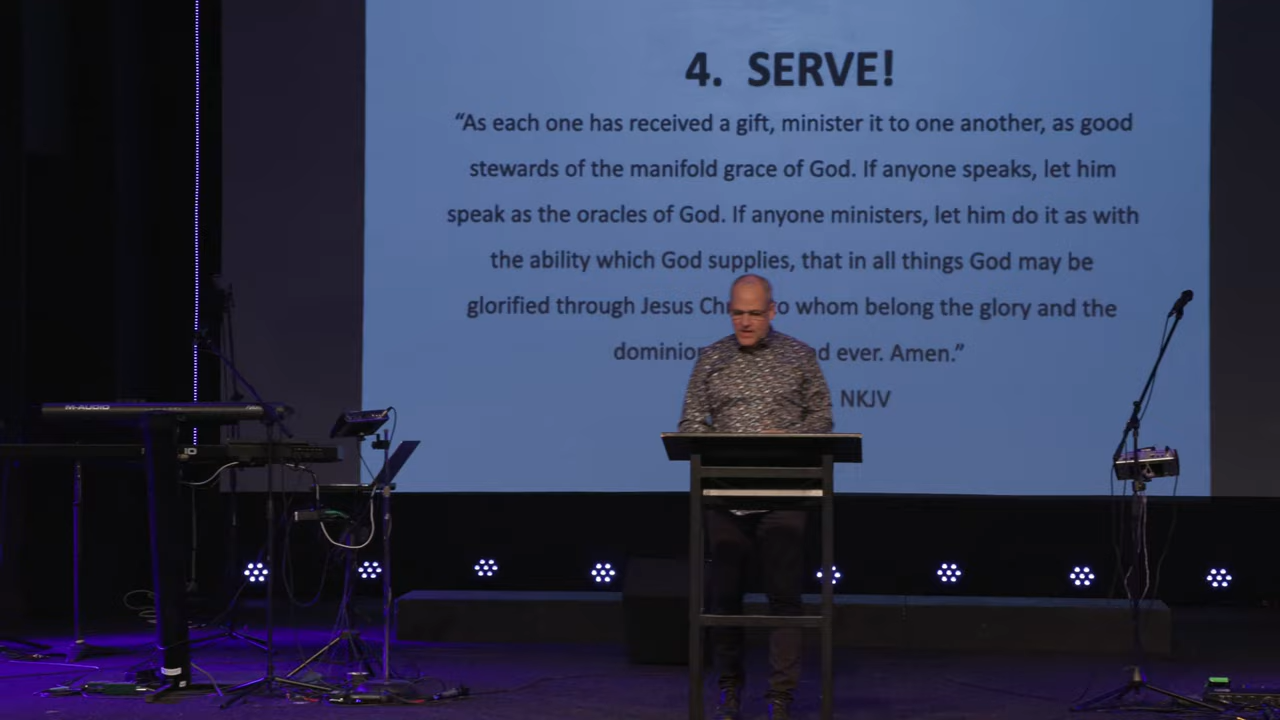 4. SERVE!
“As each one has received a gift, minister it to one another, as good
stewards of the manifold grace of God. If anyone speaks, let him
speak as the oracles of God. If anyone ministers, let him do it as with
the ability which God supplies, that in all things God may be
glorified through Jesus whom belong the glory and the
ever. Amen.”
NKJV
M-AUDIO